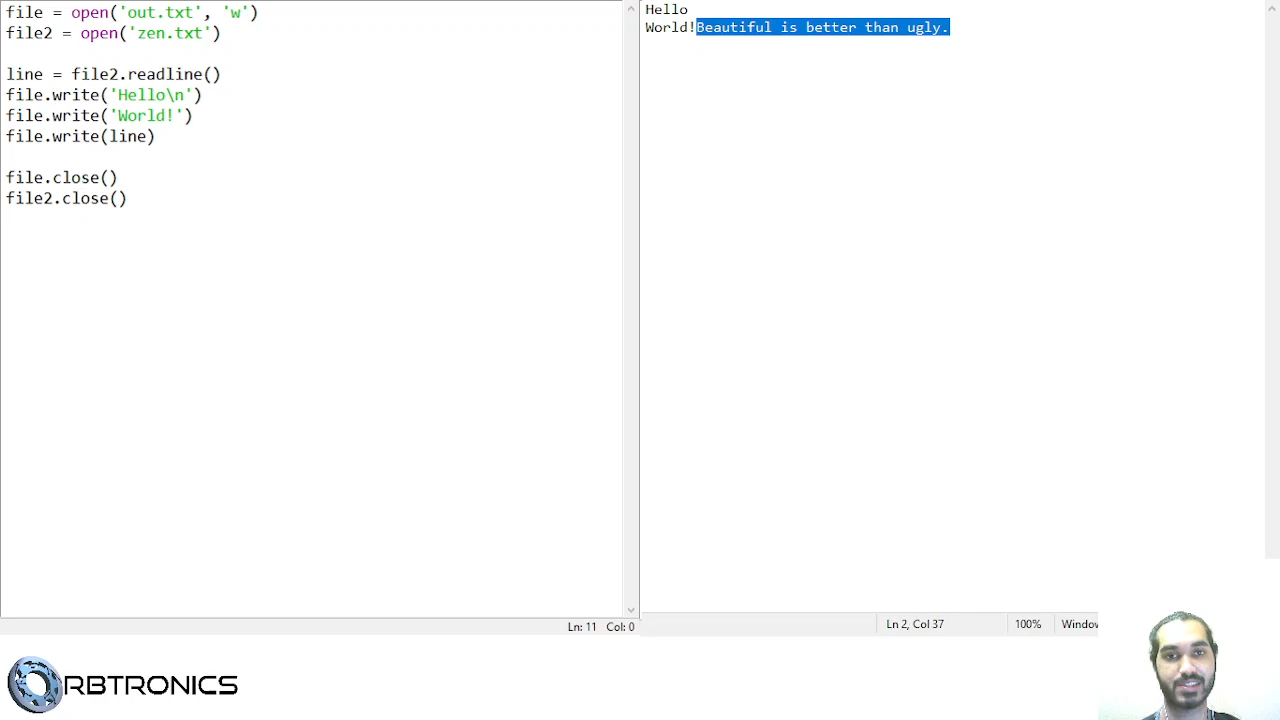 file = open('out.txt', 'w')
file2 = open('zen.txt')
line = file2.readline()
file.write('Hello\n')
file.write('World!')
file.write(line)
file.close()
file2.close()
Ln: 11 Col: 0
Hello
World!Beautiful is better than ugly.
Ln 2, Col 37
100%
Window
ORBTRONICS